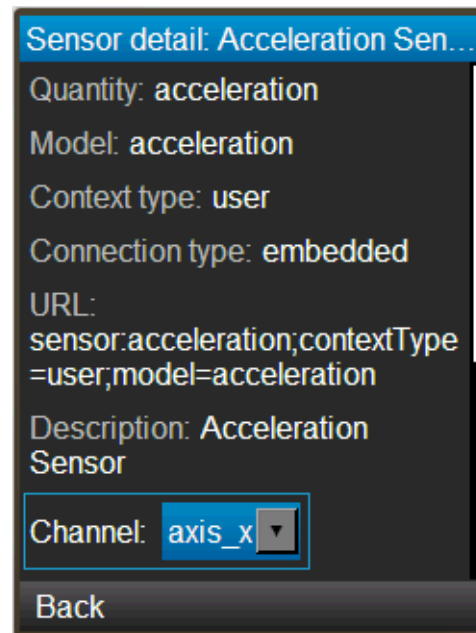 Sensor detail: Acceleration Sen...
Quantity: acceleration
Model: acceleration
Context type: user
Connection type: embedded
URL:
sensor:acceleration;contextType
=user;model=acceleration
Description: Acceleration
Sensor
Channel: axis_x
Back